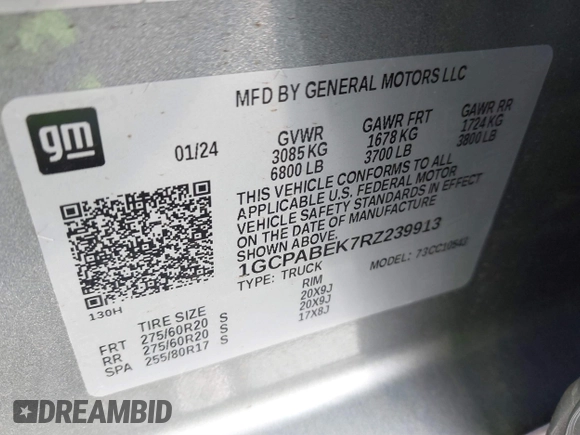 MFD BY GENERAL MOTORS LLC
gm
01/24 GVWR GAWR FRT GAWR RR
3085 KG 1678 KG 1724 KG
6800 LB 3700 LB 3800 LB
THIS VEHICLE CONFORMS TO ALL
APPLICABLE U.S. FEDERAL MOTOR
VEHICLE SAFETY STANDARDS IN EFFECT
ON THE DATE OF MANUFACTURE
SHOWN ABOVE.
1GCPABEK7RZ239913
TYPE: TRUCK MODEL:
130H
TIRE SIZE RIM
FRT 275/60R20 S 20X9J
RR 275/60R20 S 20X9J
SPA 255/80R17 S 17X8J
DREAMBID